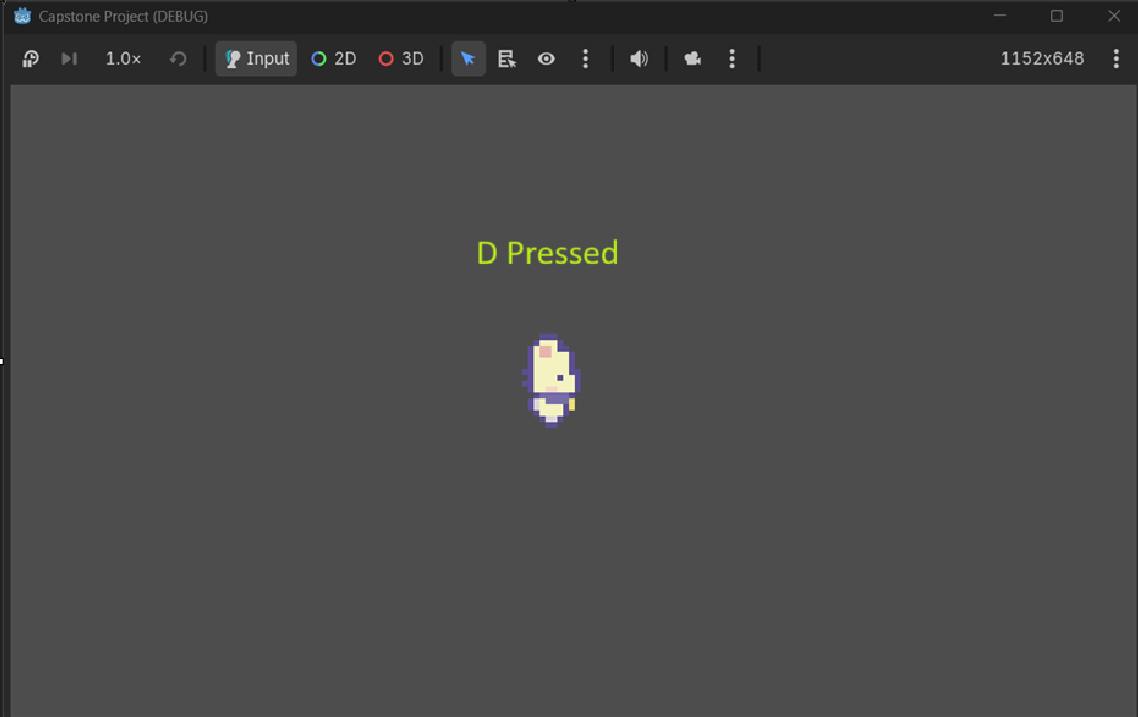 Capstone Project (DEBUG)
1.0× Input 2D 3D 1152x648
D Pressed